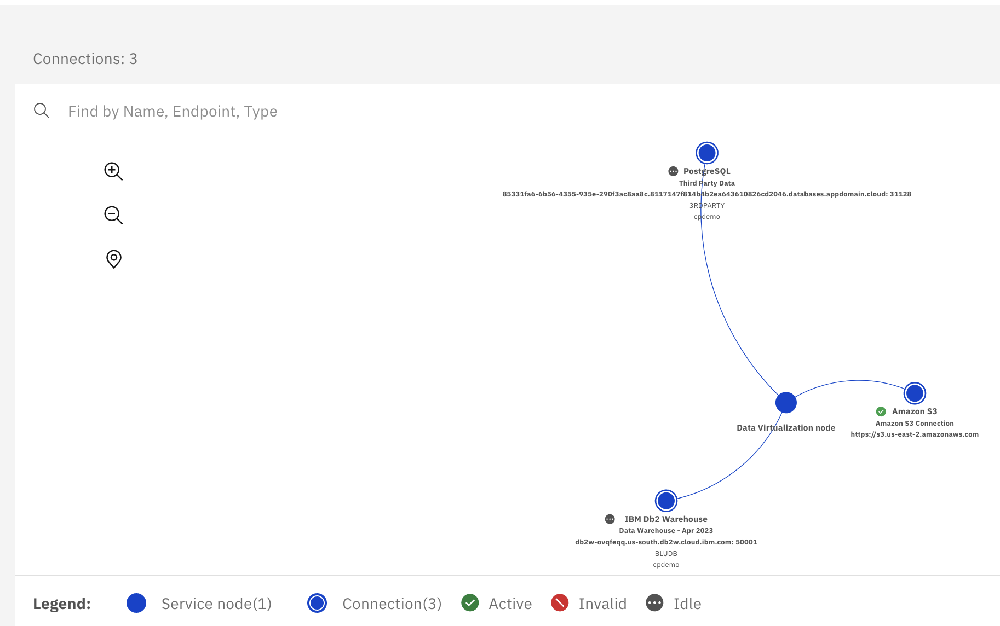 Connections: 3
Find by Name, Endpoint, Type
PostgreSQL
Third Party Data
85331fa6-6b56-4355-935e-290f3ac8aa8c.8117147f814b4b2ea643610826cd2046.databases.appdomain.cloud: 31128
3RDPARTY
cpdemo
Data Virtualization node
Amazon S3
Amazon S3 Connection
https://s3.us-east-2.amazonaws.com
IBM Db2 Warehouse
Data Warehouse - Apr 2023
db2w-ovqfeqq.us-south.db2w.cloud.ibm.com: 50001
BLUDB
cpdemo
Legend: Service node(1) Connection(3) Active Invalid Idle